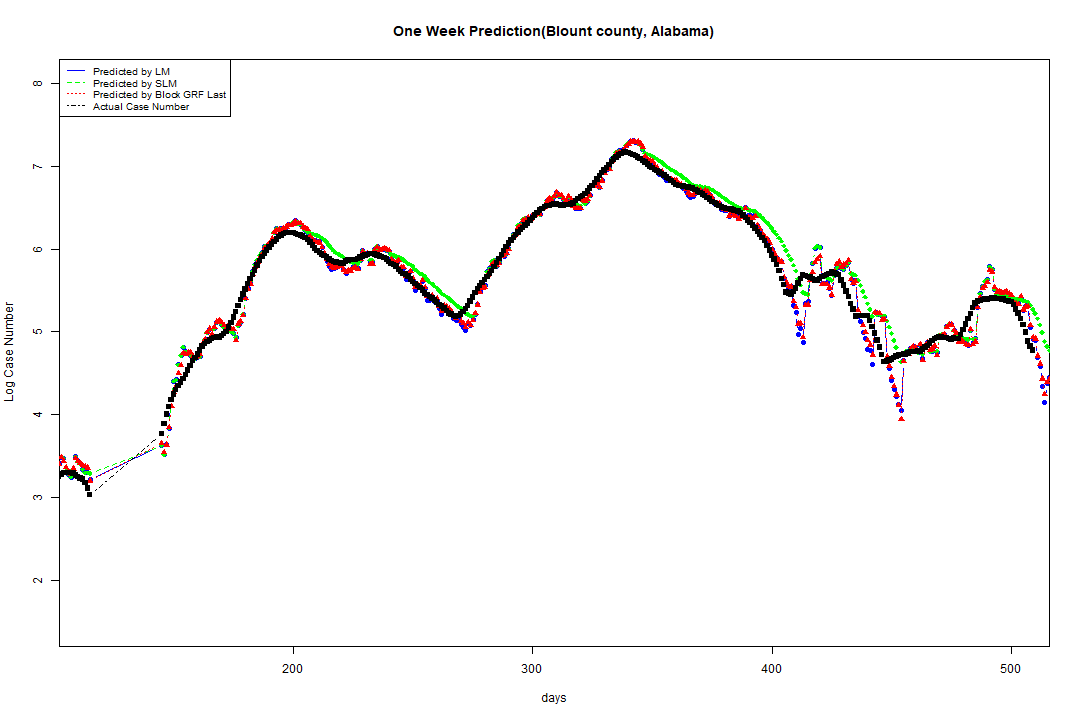 One Week Prediction(Blount county, Alabama)
Predicted by LM
Predicted by SLM
Predicted by Block GRF Last
Actual Case Number
8
7
6
5
4
3
2
Log Case Number
200 300 400 500
days